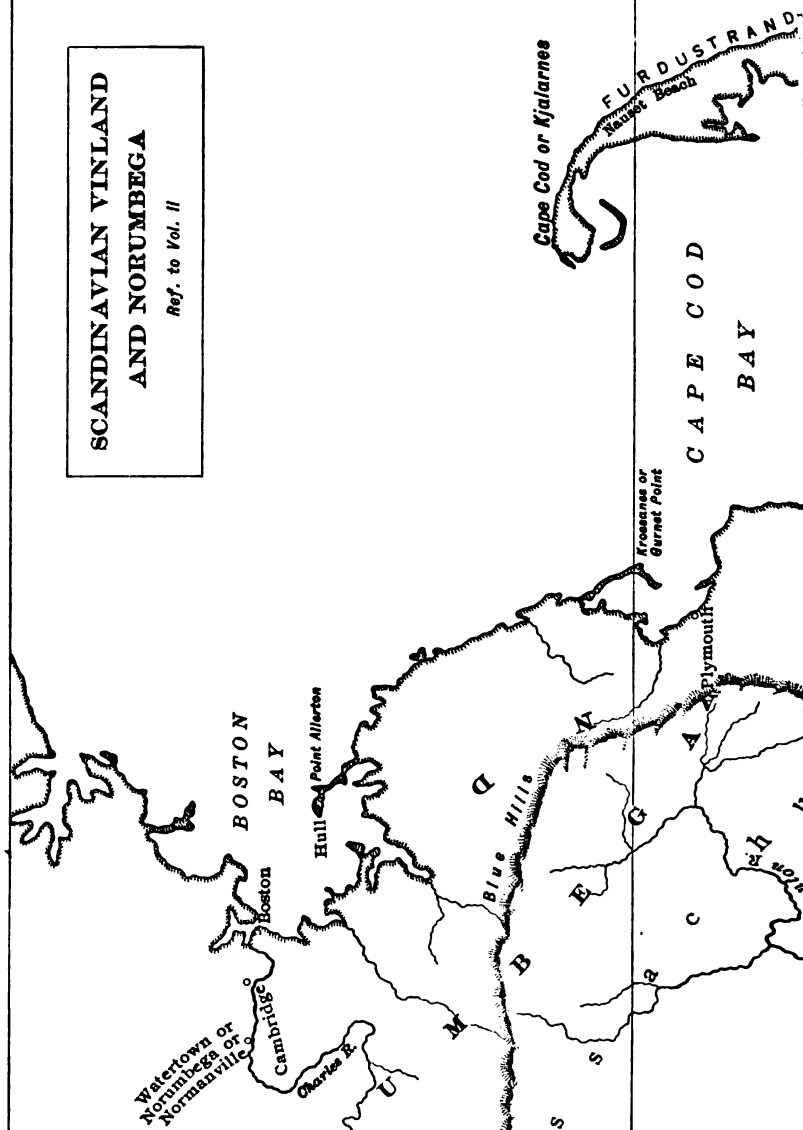 SCANDINAVIAN VINLAND
AND NORUMBEGA
Ref. to Vol. II
Cape Cod or Kjalarnes
FURDUSTRAND
Nauset Beach
CAPE COD
BAY
Krossanes or
Gurnet Point
Plymouth
BOSTON
BAY
Point Allerton
Hull
Boston
Cambridge
Watertown or
Norumbega or
Normanville
Charles R.
Blue Hills
U
M
B
E
G
A
N
D
s
s
a
c
h
R.